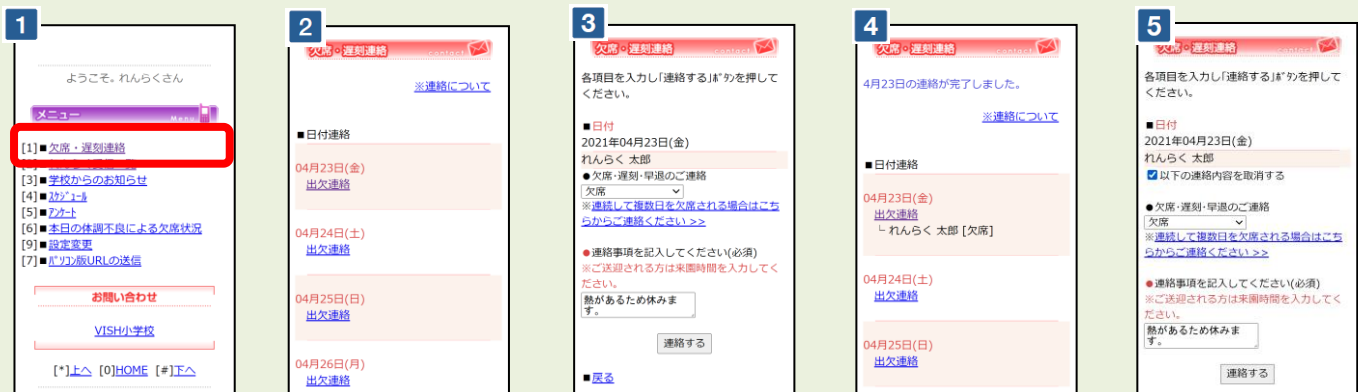 1
ようこそ。れんらくさん
メニュー
Menu
[1]■欠席・遅刻連絡
[3]■学校からのお知らせ
[4]■ｽｹｼﾞｭｰﾙ
[5]■ｱﾝｹｰﾄ
[6]■本日の体調不良による欠席状況
[9]■設定変更
[7]■ﾊﾟｿｺﾝ版URLの送信
お問い合わせ
VISH小学校
[*]上へ [0]HOME [#]下へ
2
欠席・遅刻連絡
contact
※連絡について
■日付連絡
04月23日(金)
出欠連絡
04月24日(土)
出欠連絡
04月25日(日)
出欠連絡
04月26日(月)
出欠連絡
3
欠席・遅刻連絡
contact
各項目を入力し「連絡する」ﾎﾞﾀﾝを押して
ください。
■日付
2021年04月23日(金)
れんらく 太郎
●欠席･遅刻･早退のご連絡
欠席
※連続して複数日を欠席される場合はこち
らからご連絡ください >>
●連絡事項を記入してください(必須)
※ご送迎される方は来園時間を入力してく
ださい。
熱があるため休みま
す。
連絡する
■戻る
4
欠席・遅刻連絡
contact
4月23日の連絡が完了しました。
※連絡について
■日付連絡
04月23日(金)
出欠連絡
└ れんらく 太郎 [欠席]
04月24日(土)
出欠連絡
04月25日(日)
出欠連絡
5
欠席・遅刻連絡
contact
各項目を入力し「連絡する」ﾎﾞﾀﾝを押して
ください。
■日付
2021年04月23日(金)
れんらく 太郎
以下の連絡内容を取消する
●欠席･遅刻･早退のご連絡
欠席
※連続して複数日を欠席される場合はこち
らからご連絡ください >>
●連絡事項を記入してください(必須)
※ご送迎される方は来園時間を入力してく
ださい。
熱があるため休みま
す。
連絡する